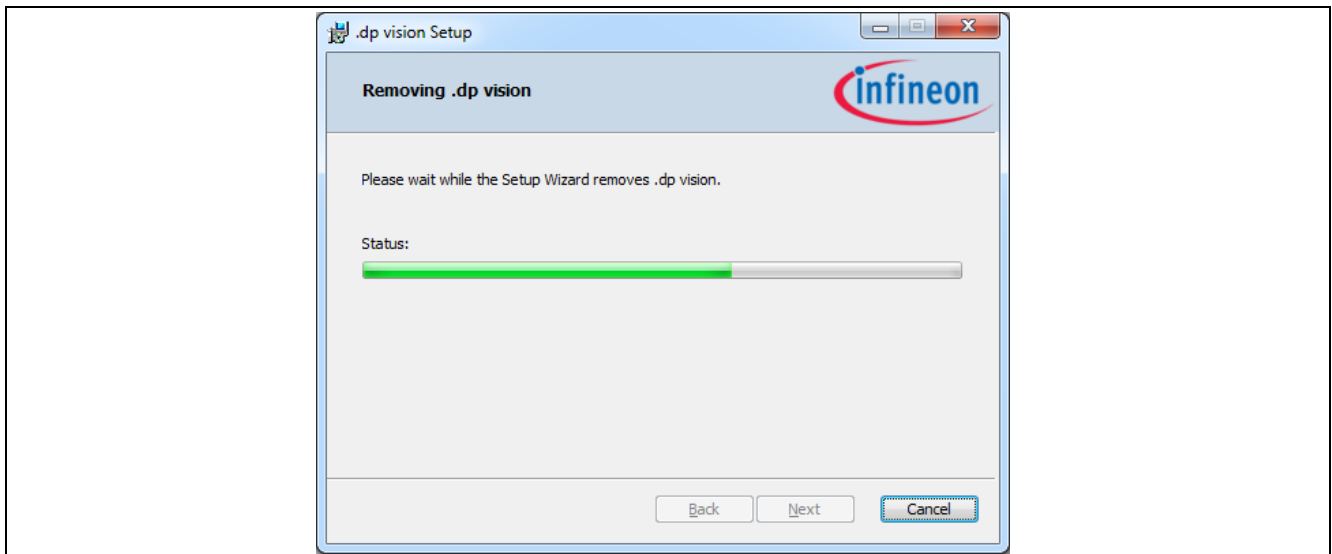 .dp vision Setup
Removing .dp vision
infineon
Please wait while the Setup Wizard removes .dp vision.
Status:
Back
Next
Cancel